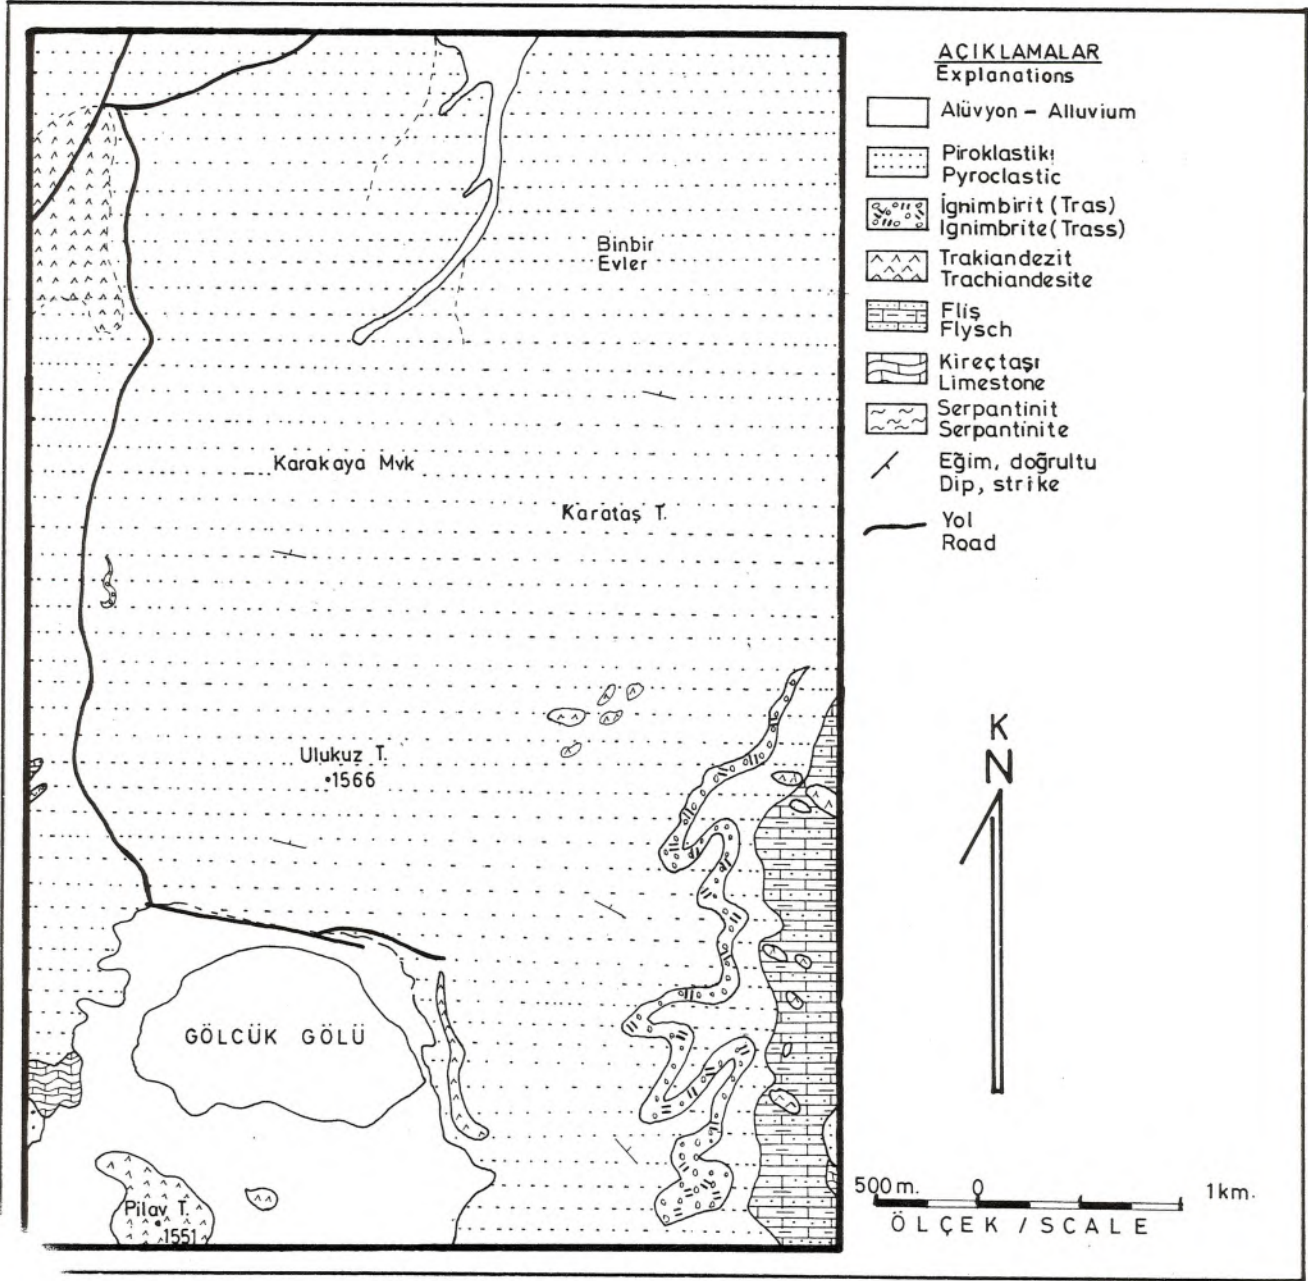 AÇIKLAMALAR
Explanations
Alüvyon – Alluvium
Piroklastik
Pyroclastic
İgnimbirit (Tras)
Ignimbrite (Trass)
Trakiandezit
Trachiandesite
Fliş
Flysch
Kireçtaşı
Limestone
Serpantinit
Serpantinite
Eğim, doğrultu
Dip, strike
Yol
Road
Binbir
Evler
Karakaya Mvk
Karataş T.
Ulukuz T.
•1566
GÖLCÜK GÖLÜ
Pilav T.
•1551
K
N
500 m. 0 1km.
ÖLÇEK / SCALE